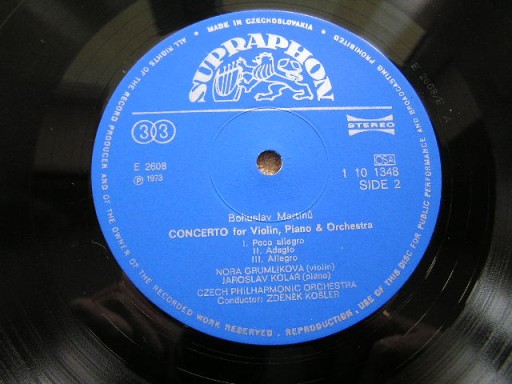 MADE IN CZECHOSLOVAKIA
SUPRAPHON
33
STEREO
E 2608
Ⓟ 1973
OSA
1 10 1348
SIDE 2
Bohuslav Martinů
CONCERTO for Violin, Piano & Orchestra
I. Poco allegro
II. Adagio
III. Allegro
NORA GRUMLÍKOVÁ (violin)
JAROSLAV KOLÁŘ (piano)
CZECH PHILHARMONIC ORCHESTRA
Conductor: ZDENĚK KOŠLER
ALL RIGHTS OF THE RECORD PRODUCER AND OF THE OWNER OF THE RECORDED WORK RESERVED . REPRODUCTION, USE OF THIS DISC FOR PUBLIC PERFORMANCE AND BROADCASTING PROHIBITED